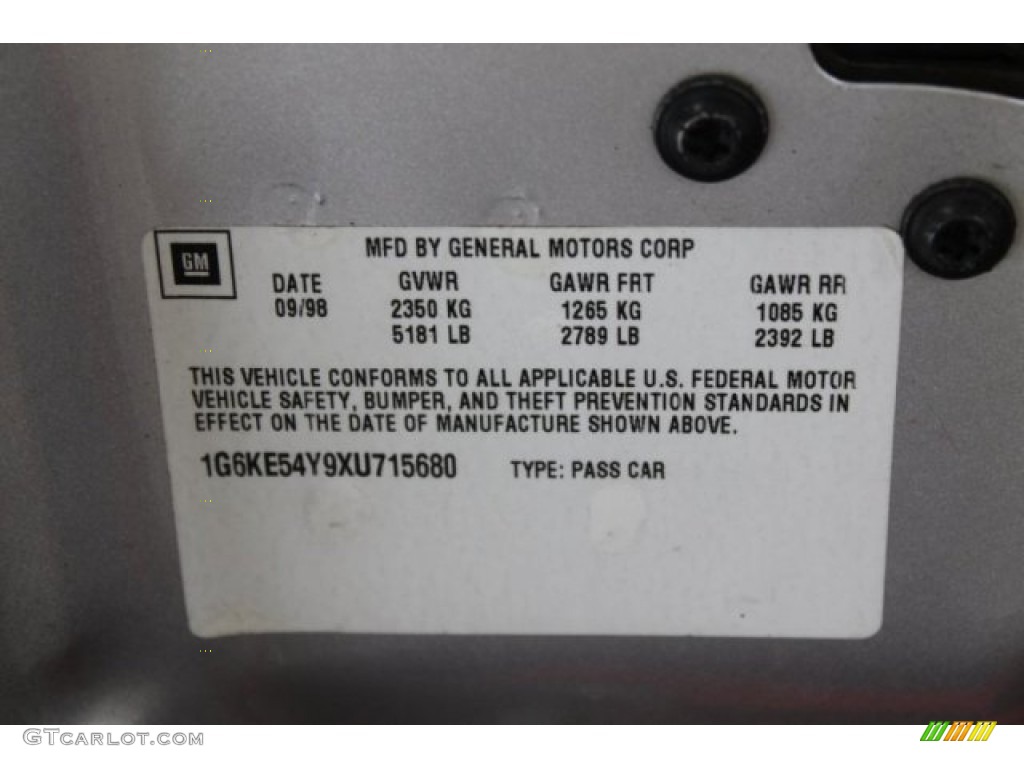 GM
MFD BY GENERAL MOTORS CORP
DATE GVWR GAWR FRT GAWR RR
09/98 2350 KG 1265 KG 1085 KG
5181 LB 2789 LB 2392 LB
THIS VEHICLE CONFORMS TO ALL APPLICABLE U.S. FEDERAL MOTOR
VEHICLE SAFETY, BUMPER, AND THEFT PREVENTION STANDARDS IN
EFFECT ON THE DATE OF MANUFACTURE SHOWN ABOVE.
1G6KE54Y9XU715680 TYPE: PASS CAR
GTCarLot.com